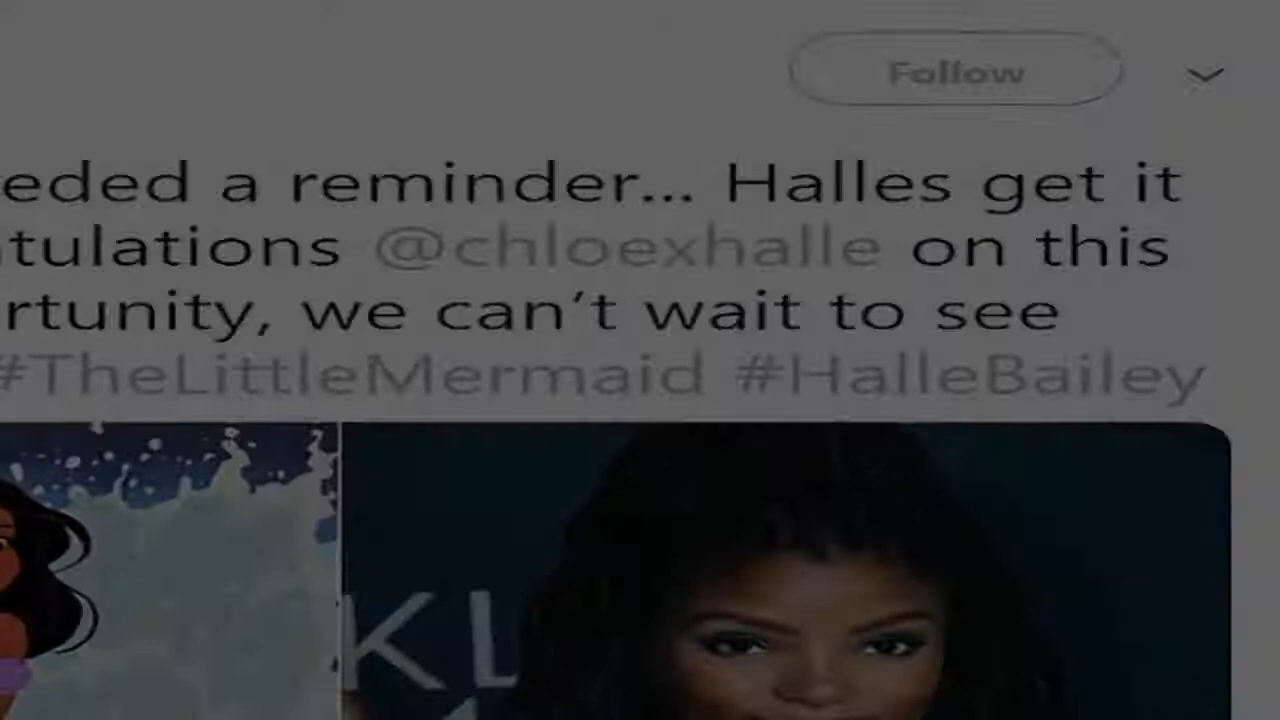 Follow
eded a reminder... Halles get it
tulations @chloexhalle on this
rtunity, we can't wait to see
#TheLittleMermaid #HalleBailey
KL